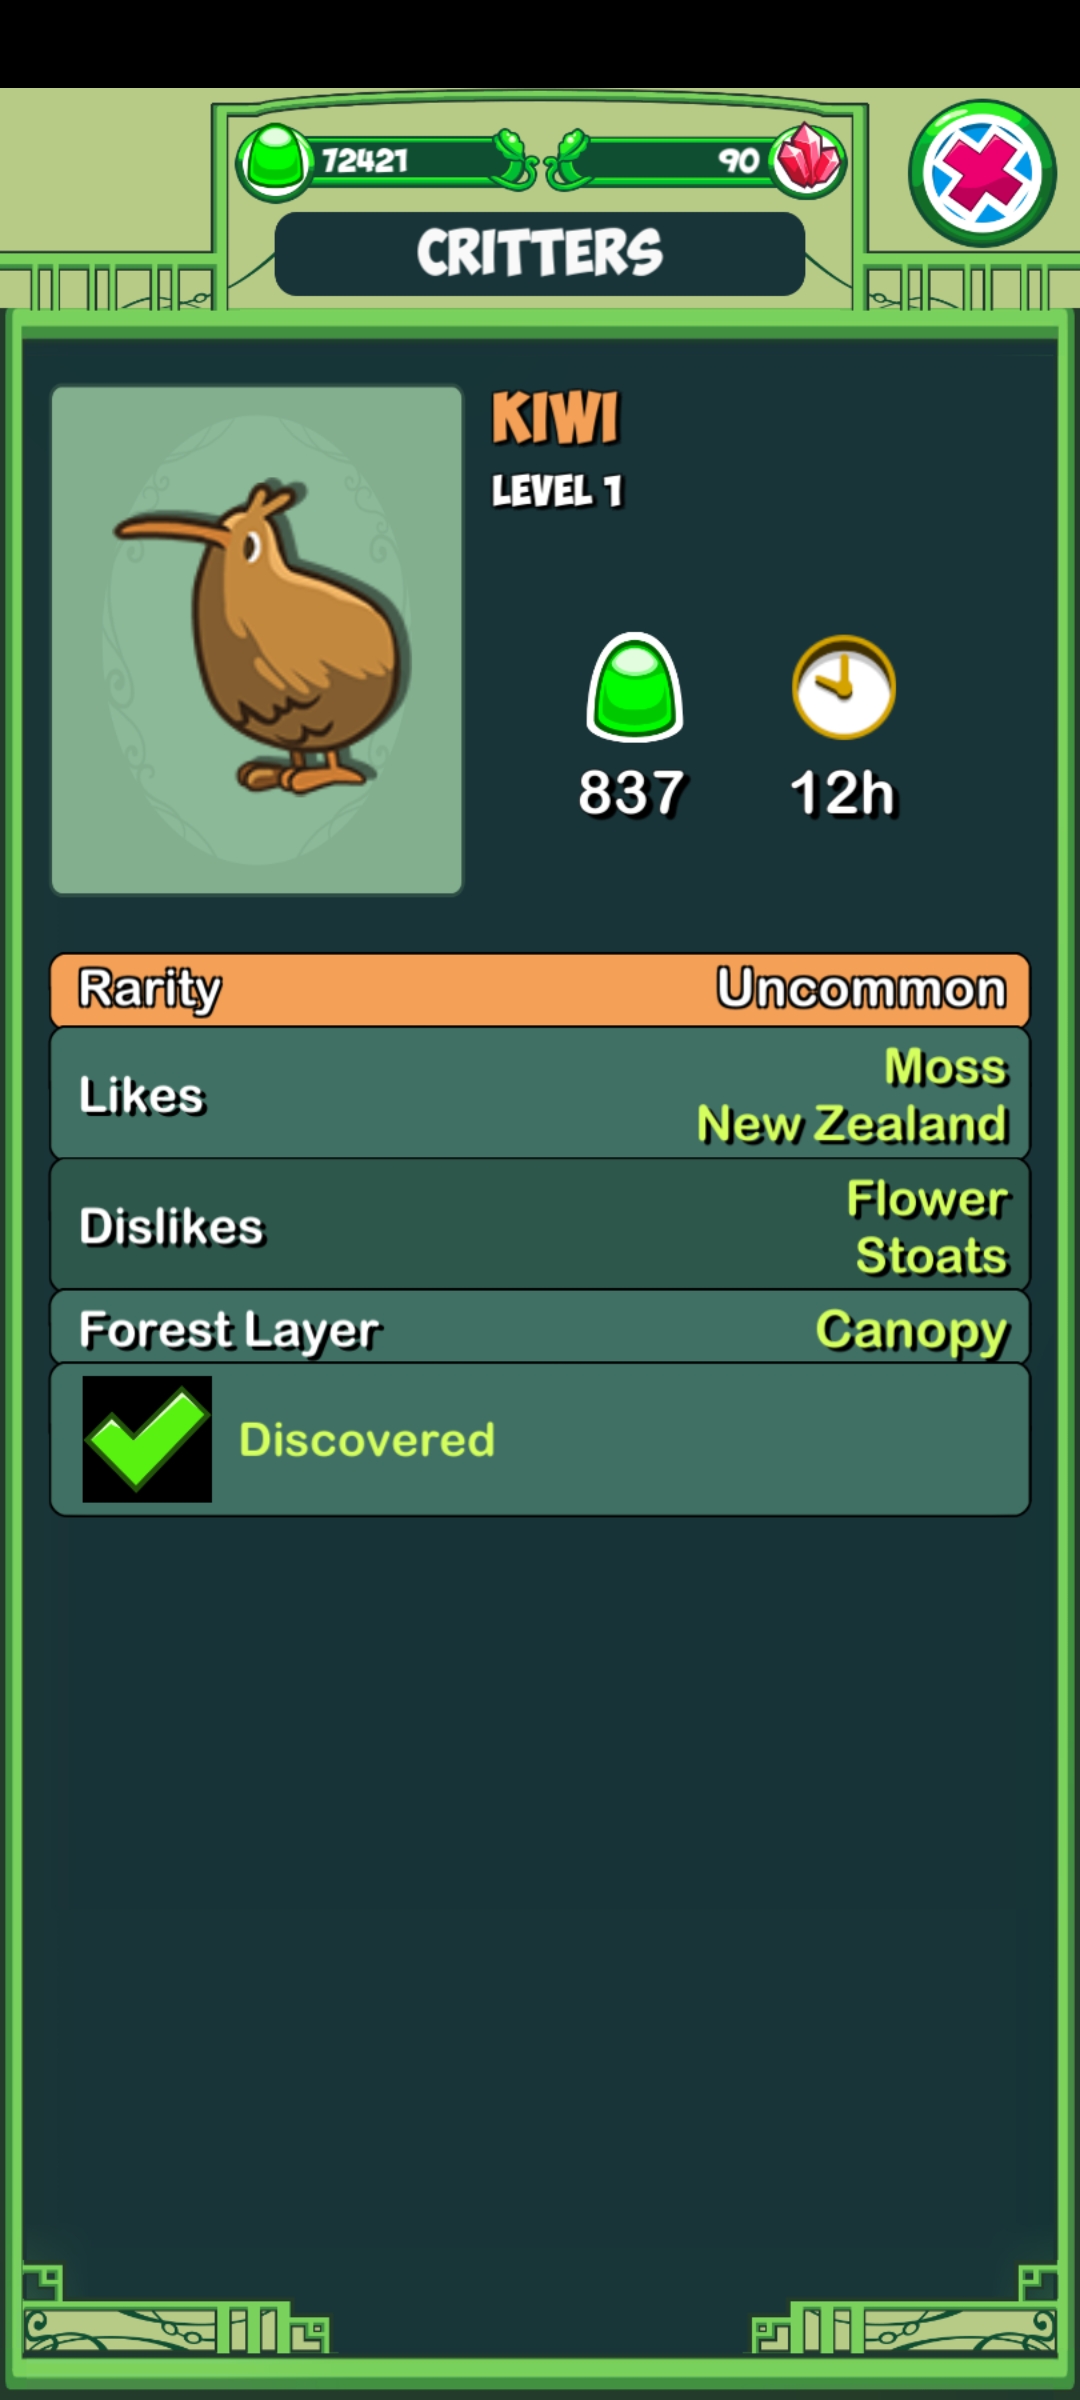 72421
90
CRITTERS
KIWI
LEVEL 1
837
12h
Rarity
Uncommon
Likes
Moss
New Zealand
Dislikes
Flower
Stoats
Forest Layer
Canopy
Discovered